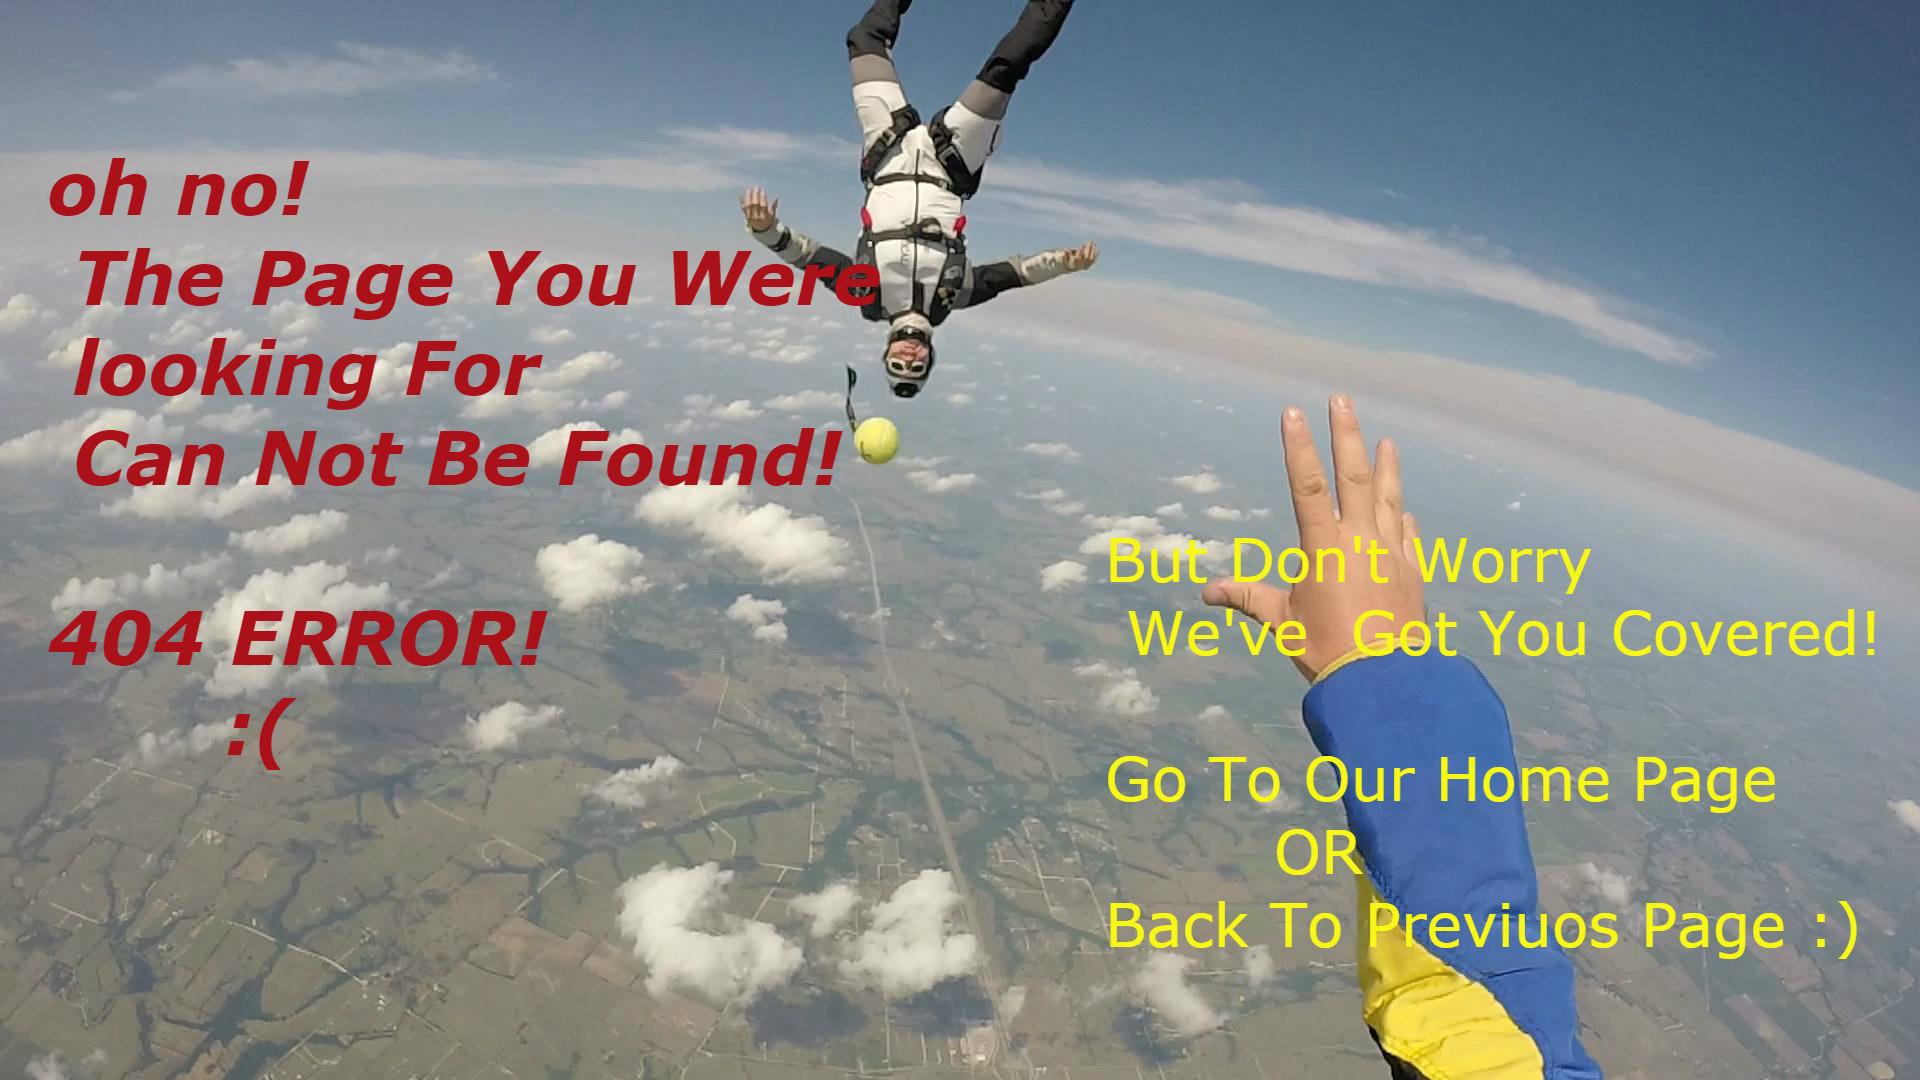 oh no!
The Page You Were
looking For
Can Not Be Found!
404 ERROR!
:(
But Don't Worry
We've Got You Covered!
Go To Our Home Page
OR
Back To Previuos Page :)